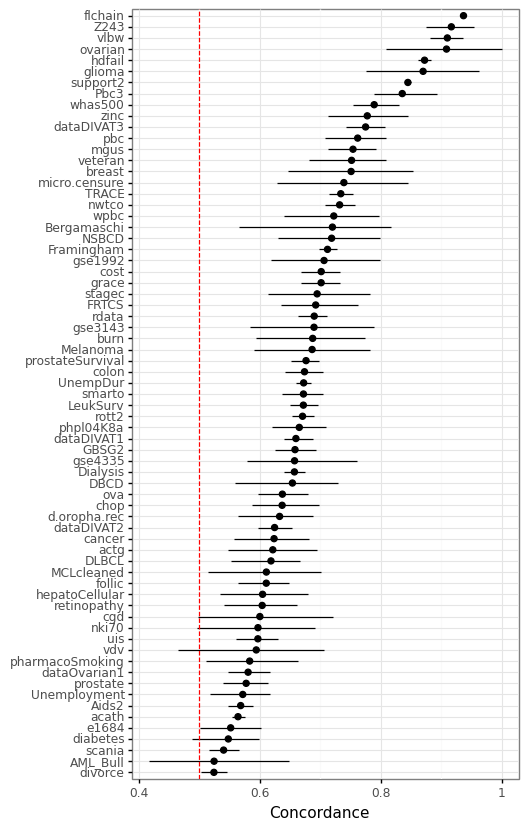 flchain
Z243
vlbw
ovarian
hdfail
glioma
support2
Pbc3
whas500
zinc
dataDIVAT3
pbc
mgus
veteran
breast
micro.censure
TRACE
nwtco
wpbc
Bergamaschi
NSBCD
Framingham
gse1992
cost
grace
stagec
FRTCS
rdata
gse3143
burn
Melanoma
prostateSurvival
colon
UnempDur
smarto
LeukSurv
rott2
phpl04K8a
dataDIVAT1
GBSG2
gse4335
Dialysis
DBCD
ova
chop
d.oropha.rec
dataDIVAT2
cancer
actg
DLBCL
MCLcleaned
follic
hepatoCellular
retinopathy
cgd
nki70
uis
vdv
pharmacoSmoking
dataOvarian1
prostate
Unemployment
Aids2
acath
e1684
diabetes
scania
AML_Bull
divorce
0.4 0.6 0.8 1
Concordance